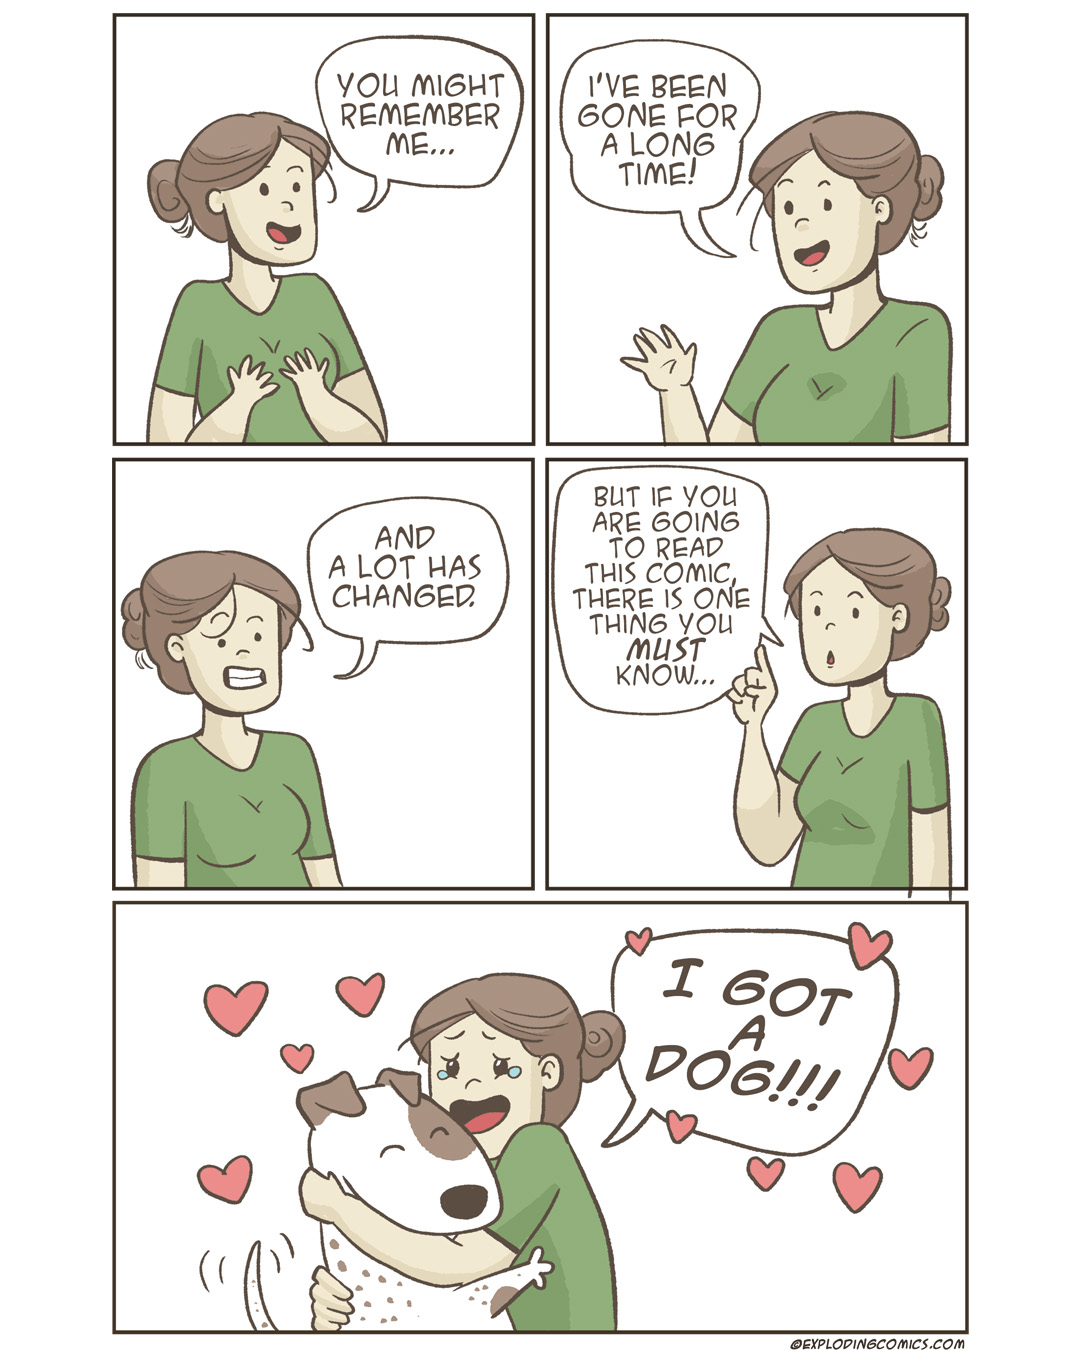 YOU MIGHT
REMEMBER
ME...
I'VE BEEN
GONE FOR
A LONG
TIME!
AND
A LOT HAS
CHANGED.
BUT IF YOU
ARE GOING
TO READ
THIS COMIC,
THERE IS ONE
THING YOU
MUST
KNOW...
I GOT
A
DOG!!!
@EXPLODINGCOMICS.COM